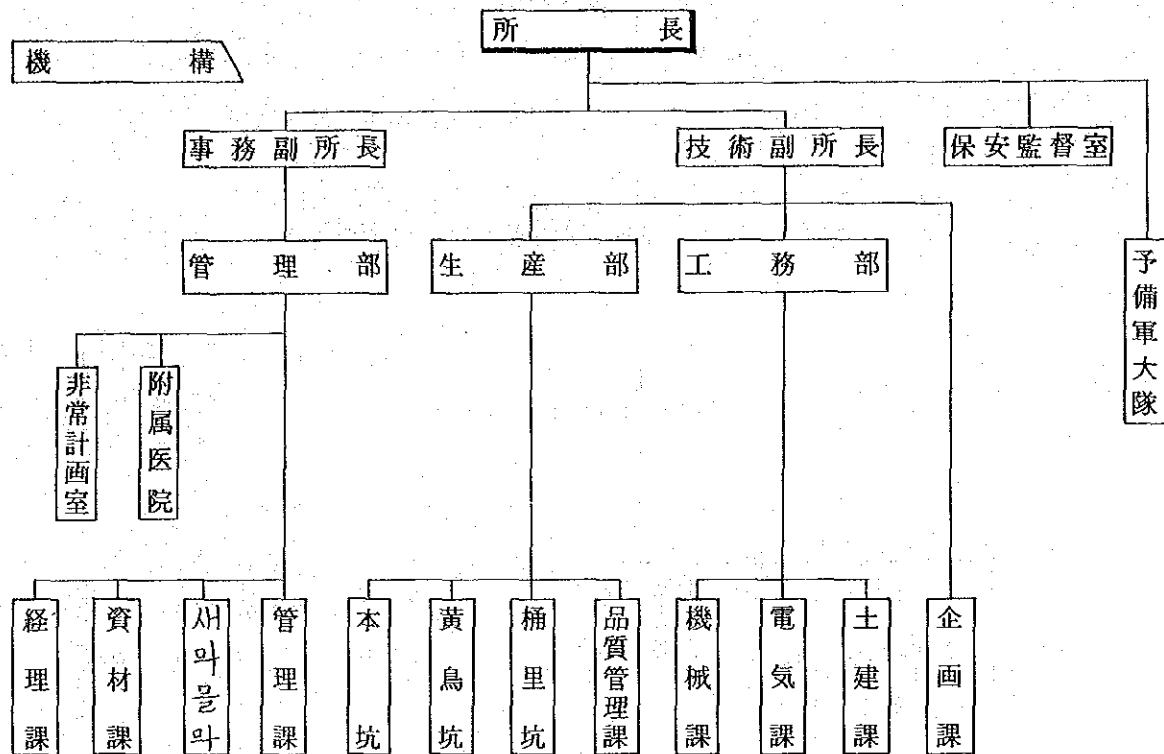 所長
機構
事務副所長
技術副所長
保安監督室
管理部
生産部
工務部
予備軍大隊
非常計画室
附属医院
経理課
資材課
새마믈마
管理課
本坑
黄鳥坑
桶里坑
品質管理課
機械課
電気課
土建課
企画課